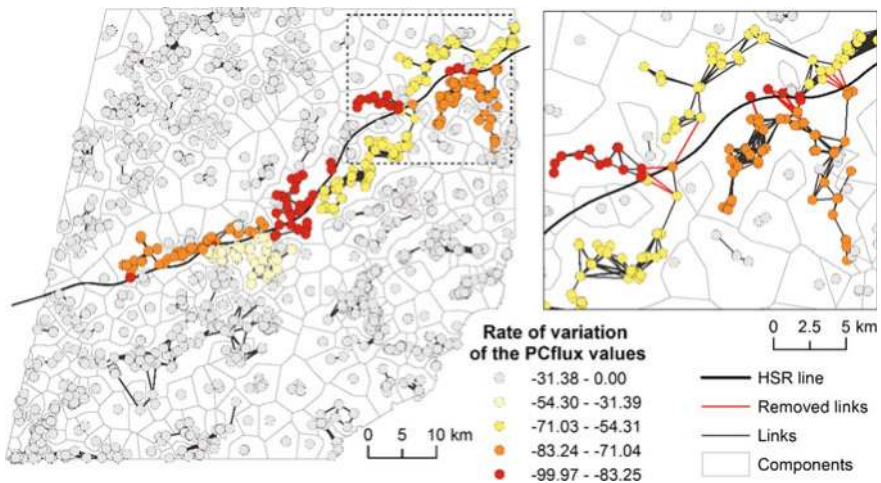 Rate of variation
of the PCflux values
-31.38 - 0.00
-54.30 - -31.39
-71.03 - -54.31
-83.24 - -71.04
-99.97 - -83.25
0 5 10 km
0 2.5 5 km
HSR line
Removed links
Links
Components